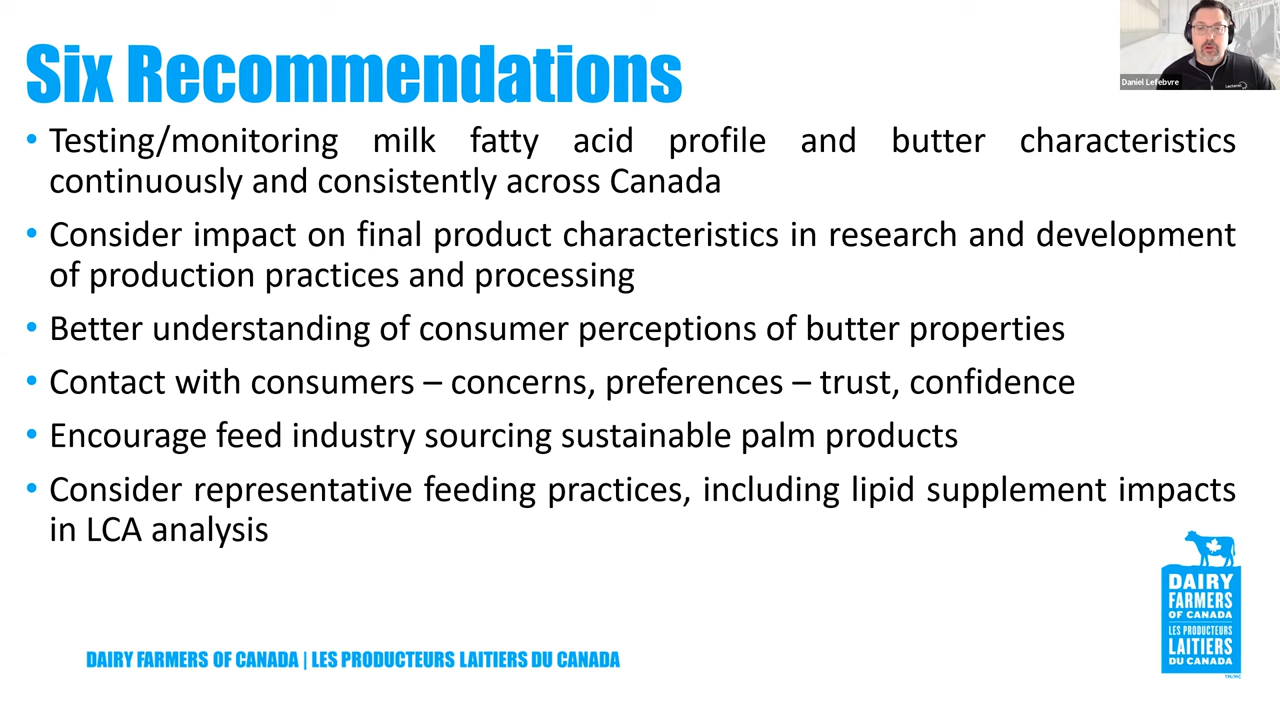 Six Recommendations
Daniel Lefebvre
• Testing/monitoring milk fatty acid profile and butter characteristics
continuously and consistently across Canada
• Consider impact on final product characteristics in research and development
of production practices and processing
• Better understanding of consumer perceptions of butter properties
• Contact with consumers – concerns, preferences – trust, confidence
• Encourage feed industry sourcing sustainable palm products
• Consider representative feeding practices, including lipid supplement impacts
in LCA analysis
DAIRY
FARMERS
OF CANADA
LES PRODUCTEURS
LAITIERS
DU CANADA
TM/MC
DAIRY FARMERS OF CANADA | LES PRODUCTEURS LAITIERS DU CANADA